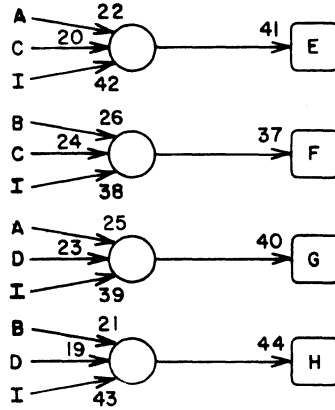 A 22 41
C 20 E
I 42
B 26 37
C 24 F
I 38
A 25 40
D 23 G
I 39
B 21 44
D 19 H
I 43